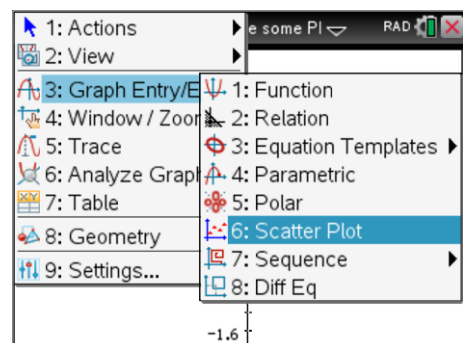 1: Actions
e some Pl
RAD
2: View
3: Graph Entry/E
4: Window / Zoor
5: Trace
6: Analyze Grap
7: Table
8: Geometry
9: Settings...
1: Function
2: Relation
3: Equation Templates
4: Parametric
5: Polar
6: Scatter Plot
7: Sequence
8: Diff Eq
-1.6